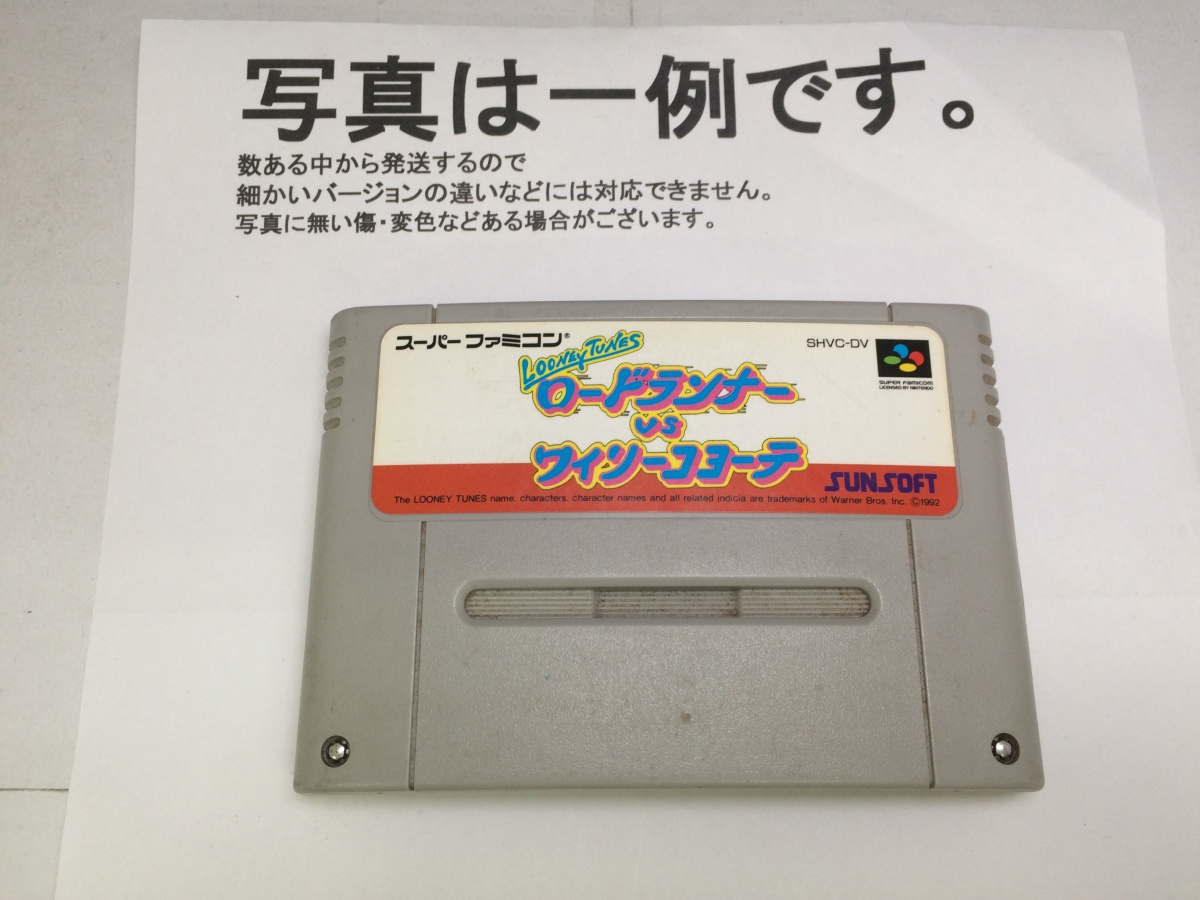 写真は一例です。
数ある中から発送するので
細かいバージョンの違いなどには対応できません。
写真に無い傷・変色などある場合がございます。
スーパーファミコン®
SHVC-DV
LOONEY TUNES
ロードランナー
VS
ワイリーコヨーテ
SUPER FAMICOM
LICENSED BY NINTENDO
SUNSOFT
The LOONEY TUNES name, characters, character names and all related indicia are trademarks of Warner Bros. Inc. ©1992